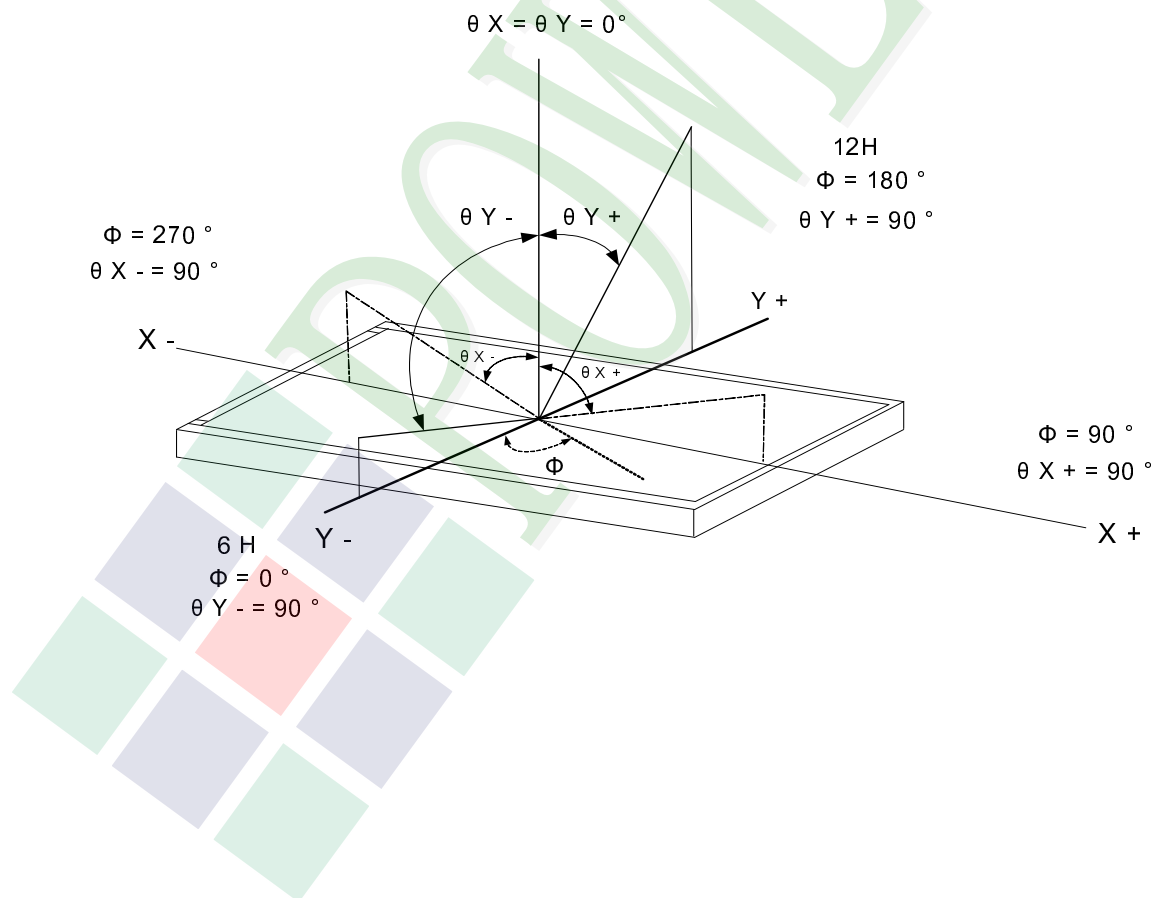 θ X = θ Y = 0°
12H
Φ = 180 °
θ Y + = 90 °
θ Y -
θ Y +
Φ = 270 °
θ X - = 90 °
Y +
X -
θ X -
θ X +
Φ
Φ = 90 °
θ X + = 90 °
X +
Y -
6 H
Φ = 0 °
θ Y - = 90 °